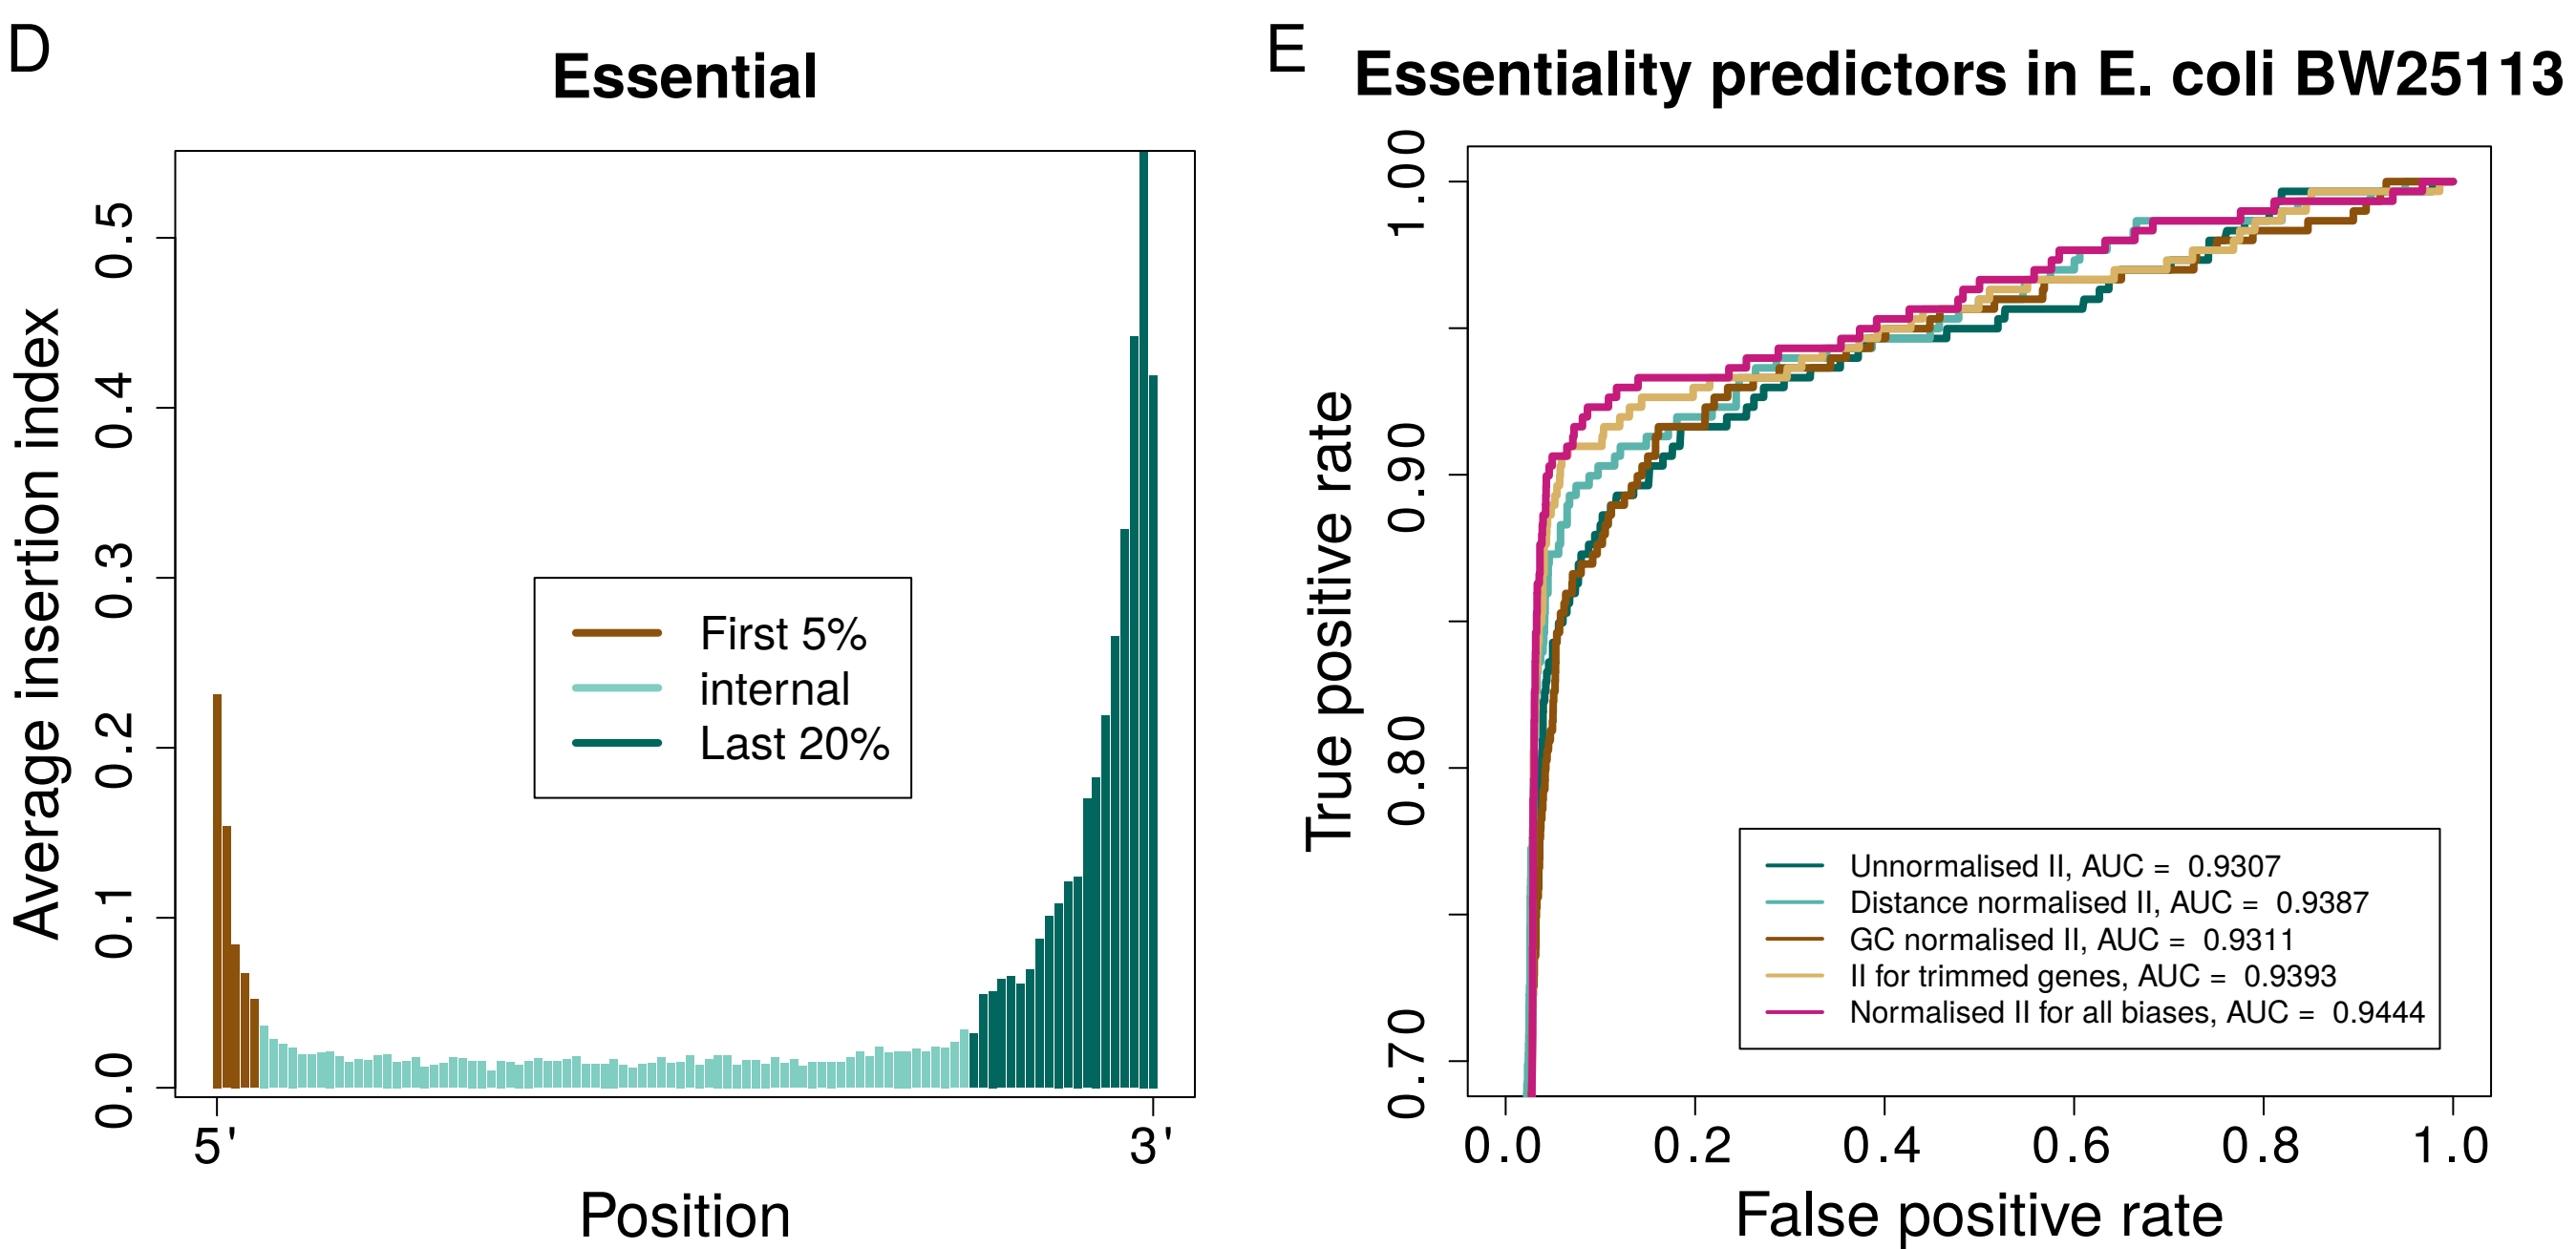 D
Essential
Average insertion index
0.5
0.4
0.3
0.2
0.1
0.0
First 5%
internal
Last 20%
5'
3'
Position
E
Essentiality predictors in E. coli BW25113
True positive rate
1.00
0.90
0.80
0.70
Unnormalised II, AUC = 0.9307
Distance normalised II, AUC = 0.9387
GC normalised II, AUC = 0.9311
II for trimmed genes, AUC = 0.9393
Normalised II for all biases, AUC = 0.9444
0.0 0.2 0.4 0.6 0.8 1.0
False positive rate